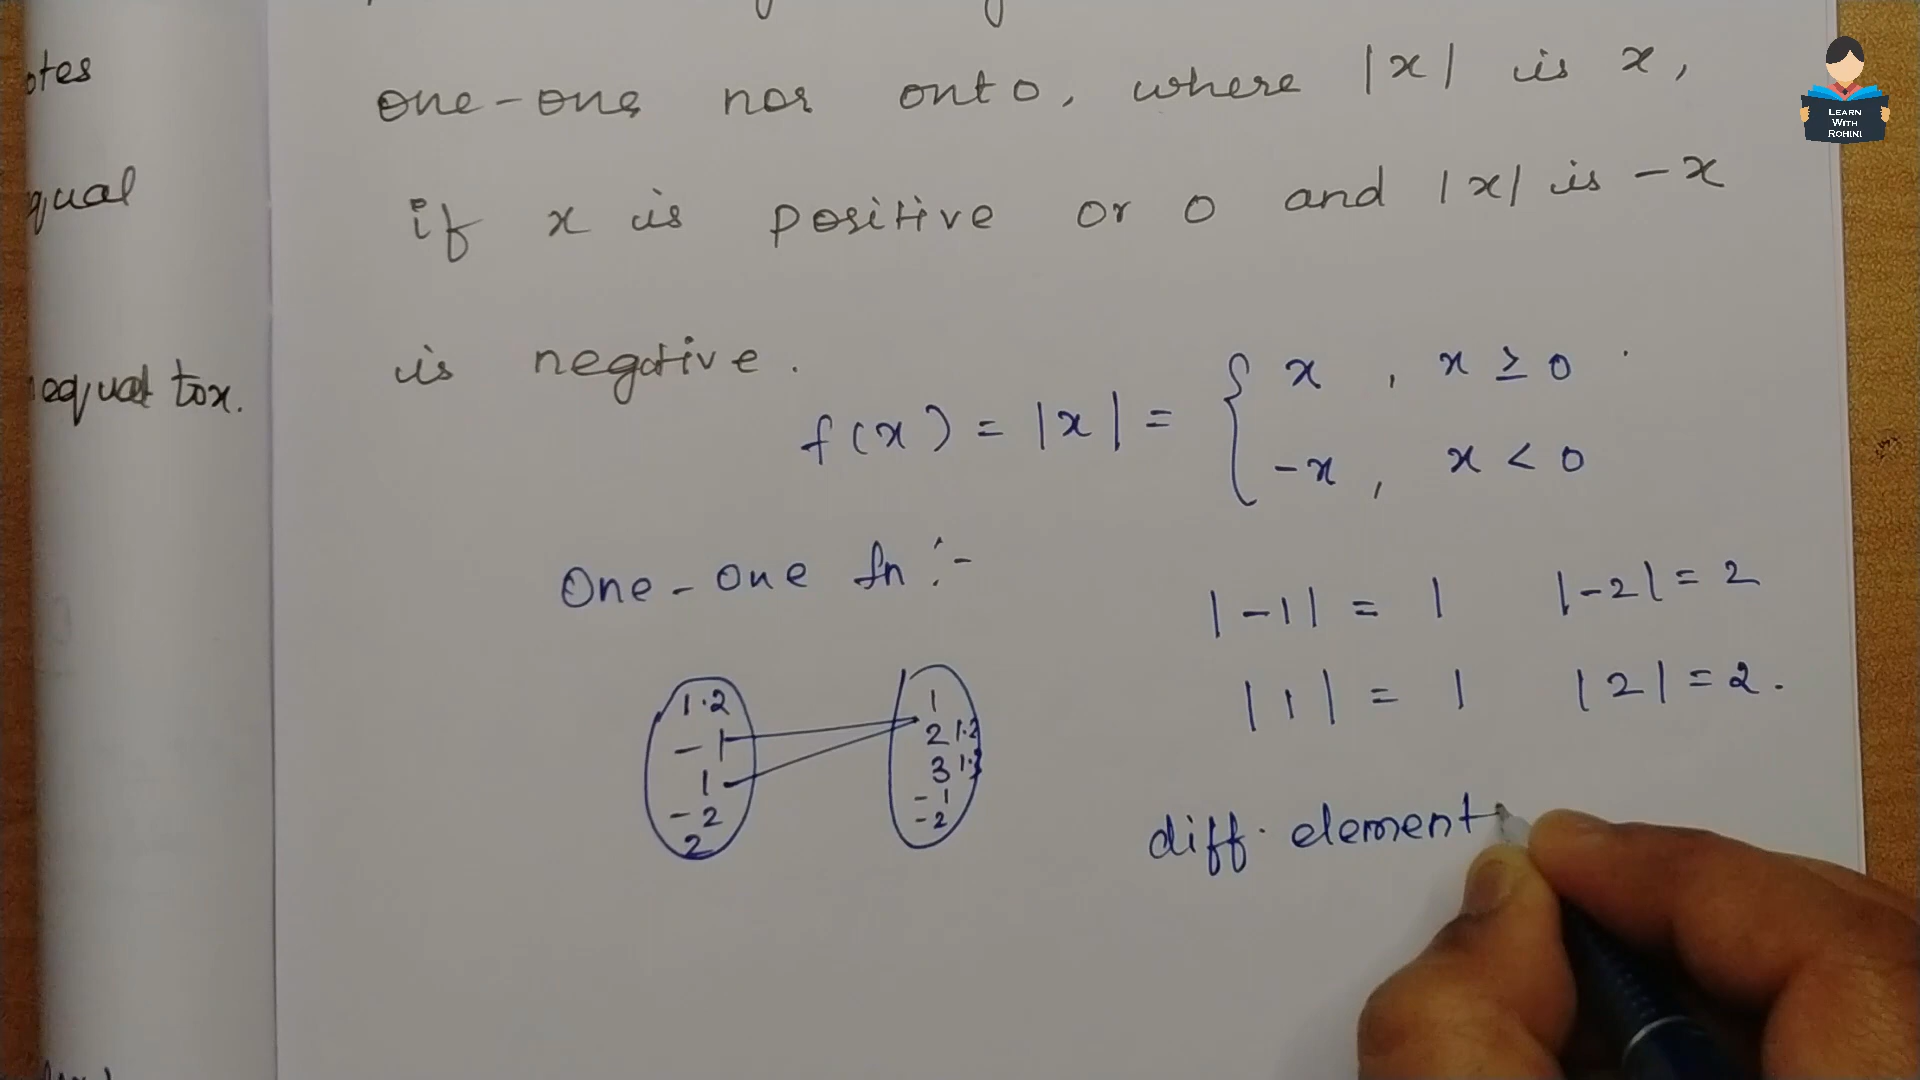 otes
qual
equal to x.
one-one nor onto, where |x| is x,
if x is positive or 0 and |x| is -x
is negative.
f(x) = |x| = { x , x ≥ 0
-x , x < 0
One-one fn :-
|-1| = 1 |-2| = 2
|1| = 1 |2| = 2.
1.2
-1
1
-2
2
1
2 1.2
3 1.3
-1
-2
diff. element
LEARN
WITH
ROHINI